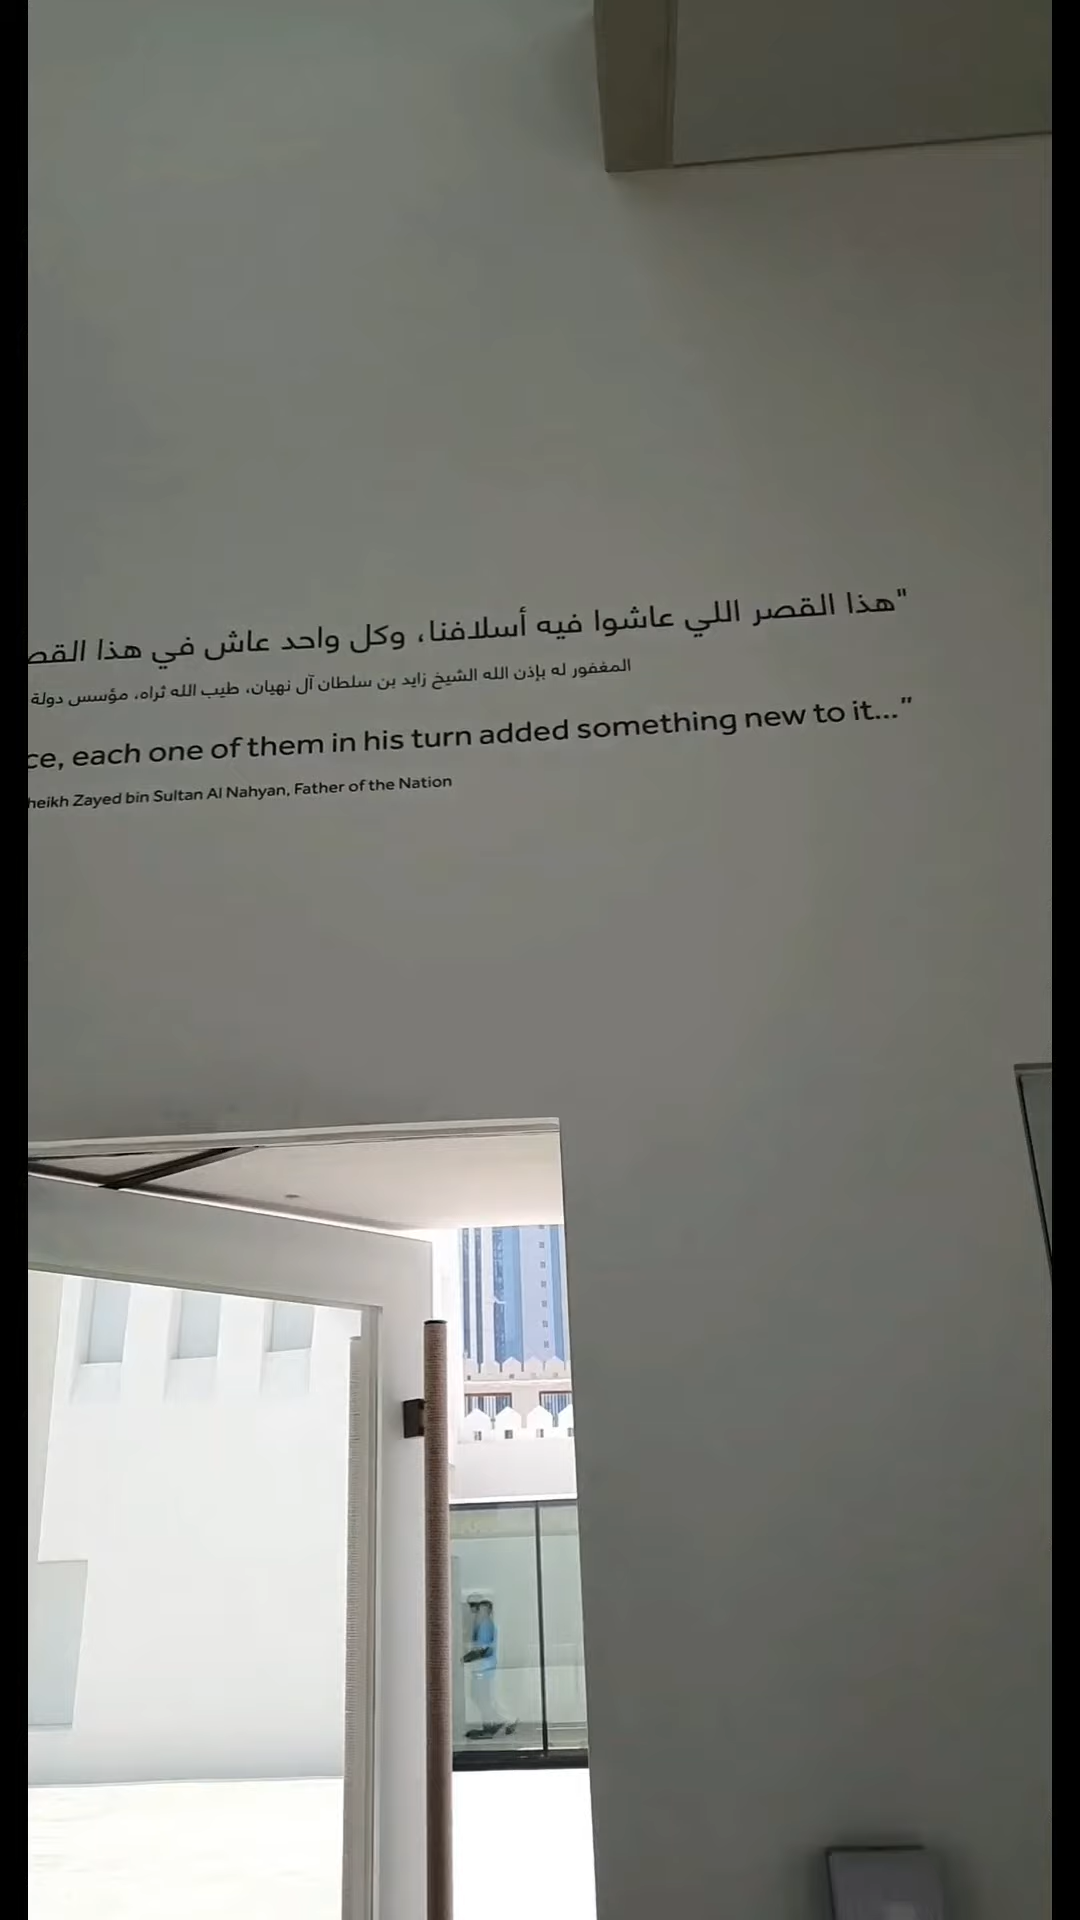 "هذا القصر اللي عاشوا فيه أسلافنا، وكل واحد عاش في هذا
المغفور له بإذن الله الشيخ زايد بن سلطان آل نهيان، طيب الله ثراه، مؤسس دولة
ce, each one of them in his turn added something new to it..."
heikh Zayed bin Sultan Al Nahyan, Father of the Nation